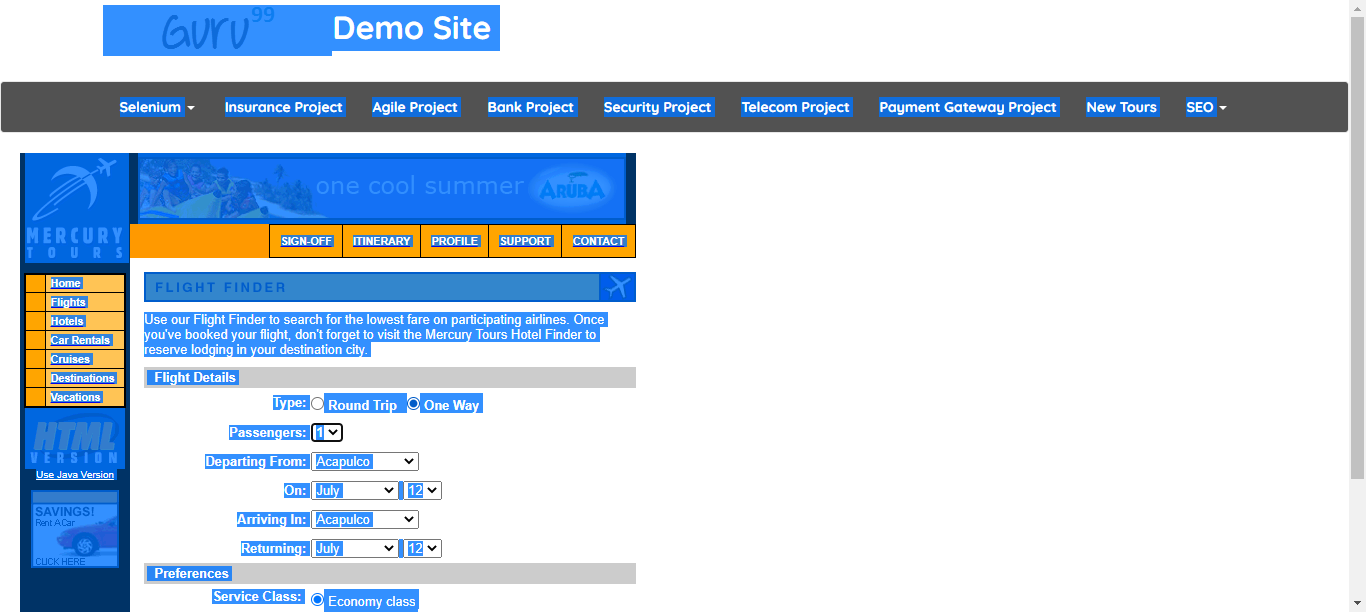 Guru99 Demo Site
Selenium Insurance Project Agile Project Bank Project Security Project Telecom Project Payment Gateway Project New Tours SEO
MERCURY
TOURS
one cool summer ARUBA
SIGN-OFF ITINERARY PROFILE SUPPORT CONTACT
Home
Flights
Hotels
Car Rentals
Cruises
Destinations
Vacations
HTML
VERSION
Use Java Version
SAVINGS!
Rent A Car
CLICK HERE
FLIGHT FINDER
Use our Flight Finder to search for the lowest fare on participating airlines. Once
you've booked your flight, don't forget to visit the Mercury Tours Hotel Finder to
reserve lodging in your destination city.
Flight Details
Type: Round Trip One Way
Passengers: 1
Departing From: Acapulco
On: July 12
Arriving In: Acapulco
Returning: July 12
Preferences
Service Class: Economy class